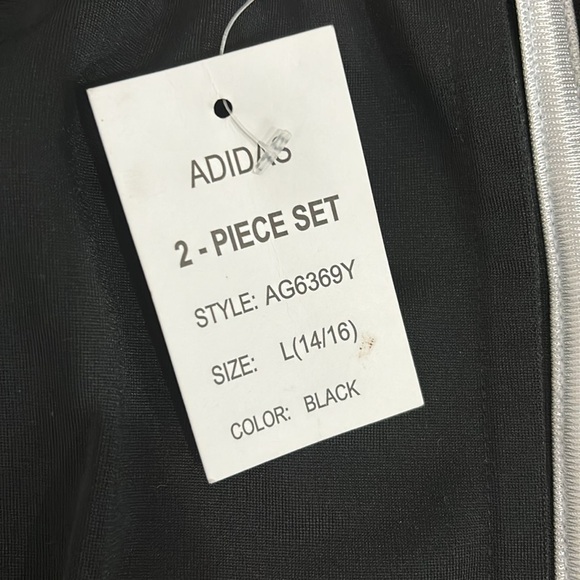 ADIDAS
2 - PIECE SET
STYLE: AG6369Y
SIZE: L(14/16)
COLOR: BLACK